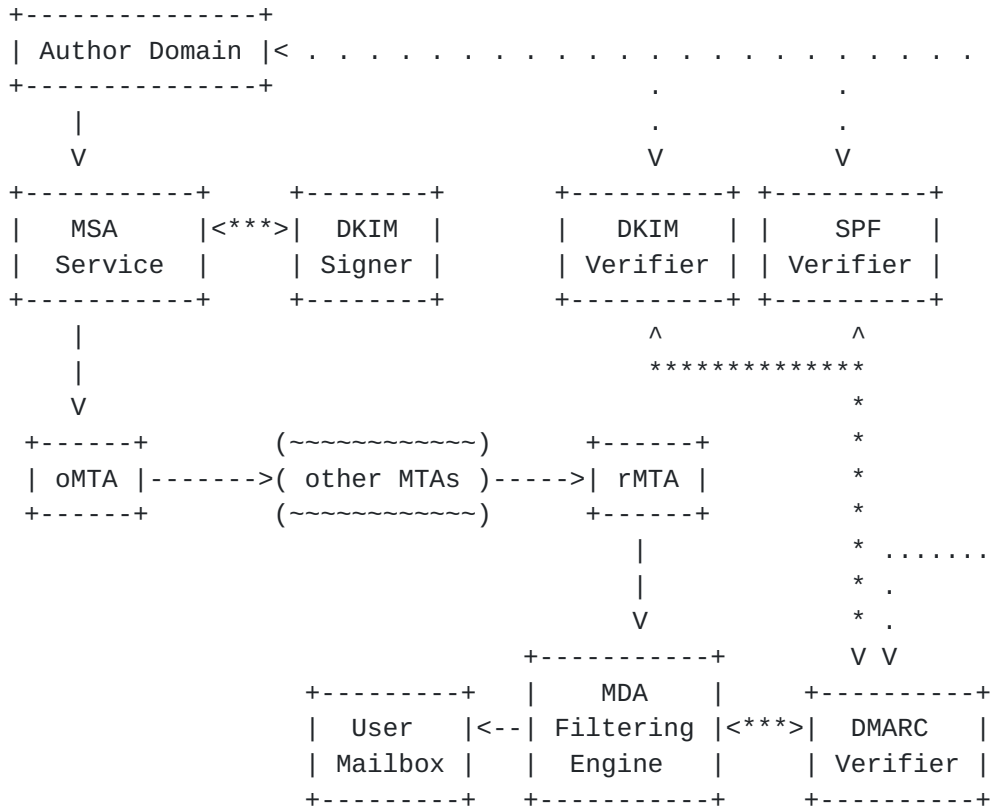 +---------------+
| Author Domain |< . . . . . . . . . . . . . . . . . . . . . .
+---------------+                        .           .
    |                                    .           .
    V                                    V           V
+-----------+     +--------+       +----------+ +----------+
|   MSA     |<***>|  DKIM  |       |   DKIM   | |    SPF   |
|  Service  |     | Signer |       | Verifier | | Verifier |
+-----------+     +--------+       +----------+ +----------+
    |                                    ^            ^
    |                                    **************
    V                                                 *
 +------+        (~~~~~~~~~~~~)      +------+         *
 | oMTA |------->( other MTAs )----->| rMTA |         *
 +------+        (~~~~~~~~~~~~)      +------+         *
                                        |             * .......
                                        |             * .
                                        V             * .
                                 +-----------+        V V
                   +---------+   |    MDA    |     +----------+
                   |  User   |<--| Filtering |<***>|  DMARC   |
                   | Mailbox |   |  Engine   |     | Verifier |
                   +---------+   +-----------+     +----------+